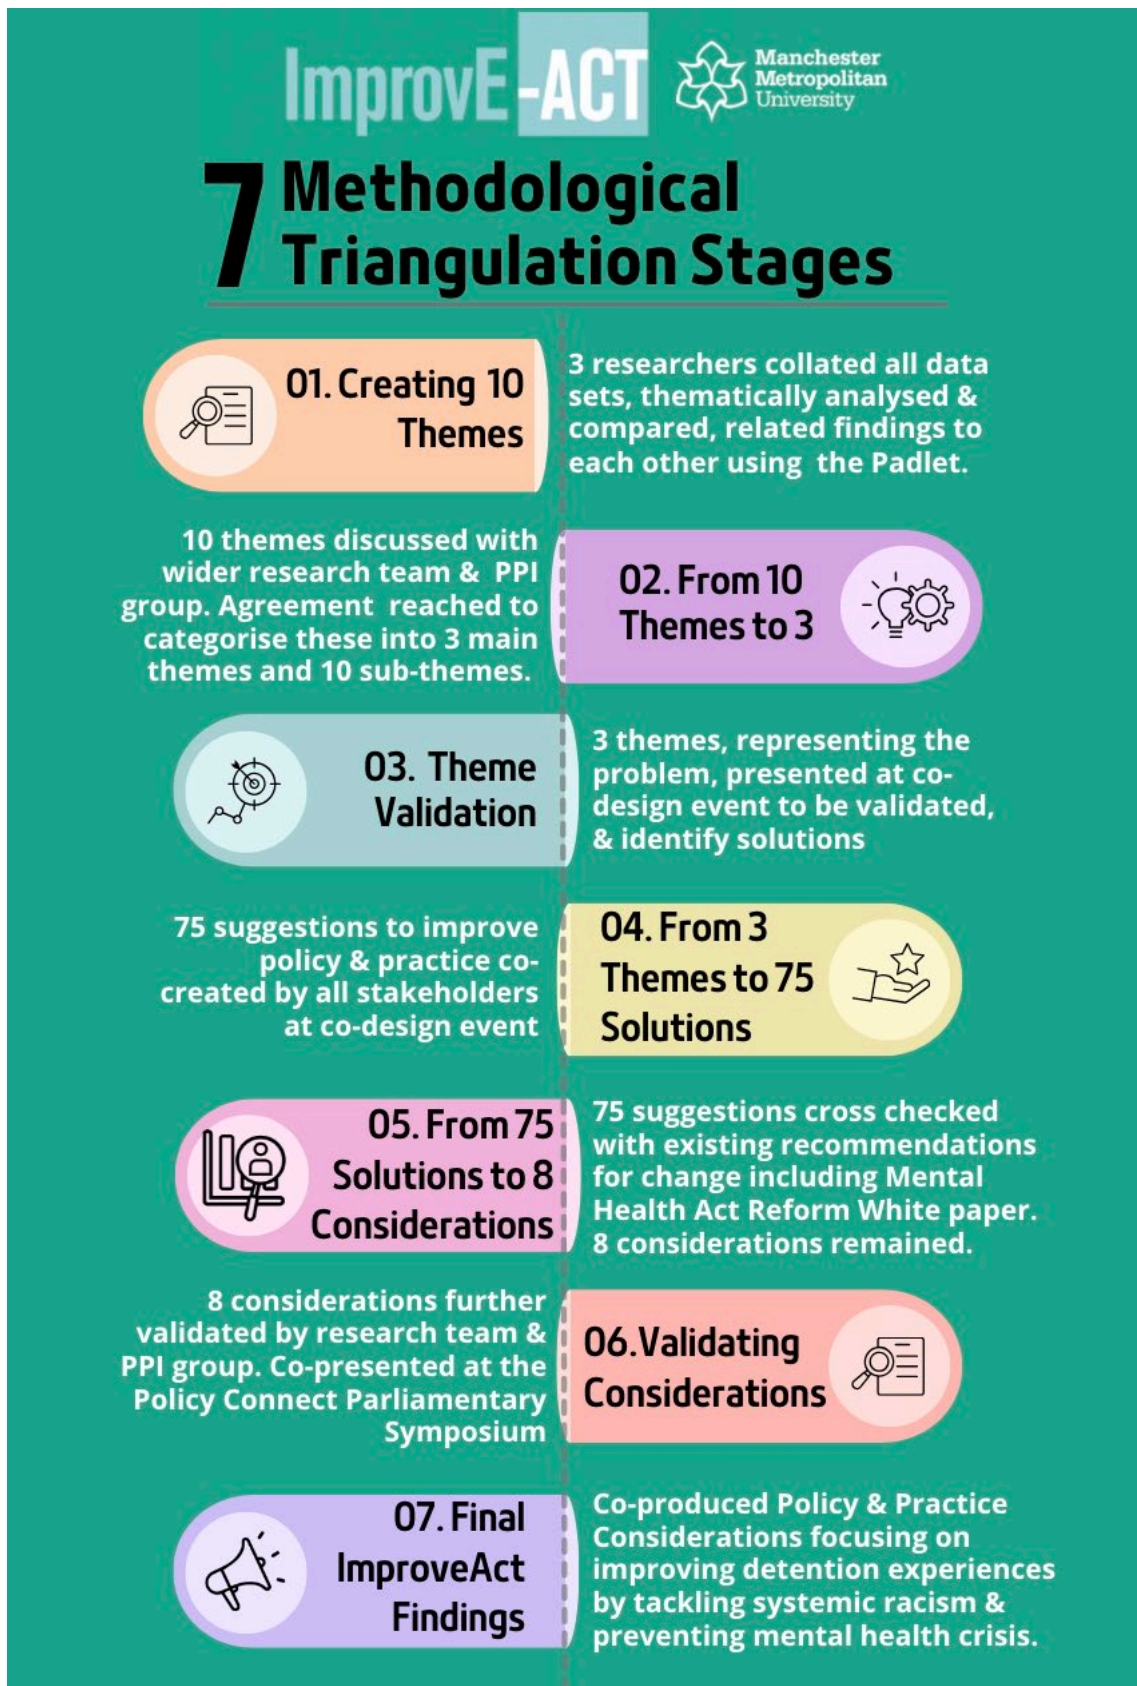 ImprovE-ACT
Manchester
Metropolitan
University
7 Methodological
Triangulation Stages
01. Creating 10
Themes
3 researchers collated all data
sets, thematically analysed &
compared, related findings to
each other using the Padlet.
10 themes discussed with
wider research team & PPI
group. Agreement reached to
categorise these into 3 main
themes and 10 sub-themes.
02. From 10
Themes to 3
03. Theme
Validation
3 themes, representing the
problem, presented at co-
design event to be validated,
& identify solutions
75 suggestions to improve
policy & practice co-
created by all stakeholders
at co-design event
04. From 3
Themes to 75
Solutions
05. From 75
Solutions to 8
Considerations
75 suggestions cross checked
with existing recommendations
for change including Mental
Health Act Reform White paper.
8 considerations remained.
8 considerations further
validated by research team &
PPI group. Co-presented at the
Policy Connect Parliamentary
Symposium
06.Validating
Considerations
07. Final
ImproveAct
Findings
Co-produced Policy & Practice
Considerations focusing on
improving detention experiences
by tackling systemic racism &
preventing mental health crisis.